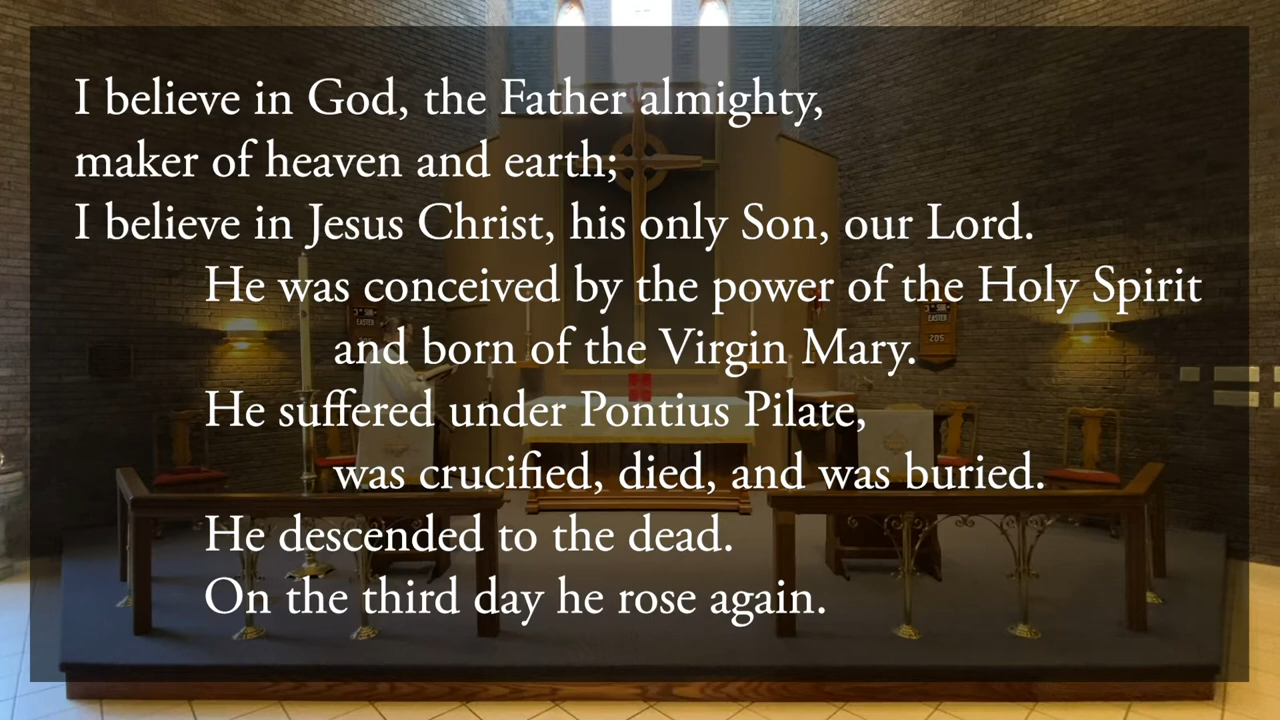 I believe in God, the Father almighty,
maker of heaven and earth;
I believe in Jesus Christ, his only Son, our Lord.
He was conceived by the power of the Holy Spirit
and born of the Virgin Mary.
He suffered under Pontius Pilate,
was crucified, died, and was buried.
He descended to the dead.
On the third day he rose again.
EASTER
EASTER
205